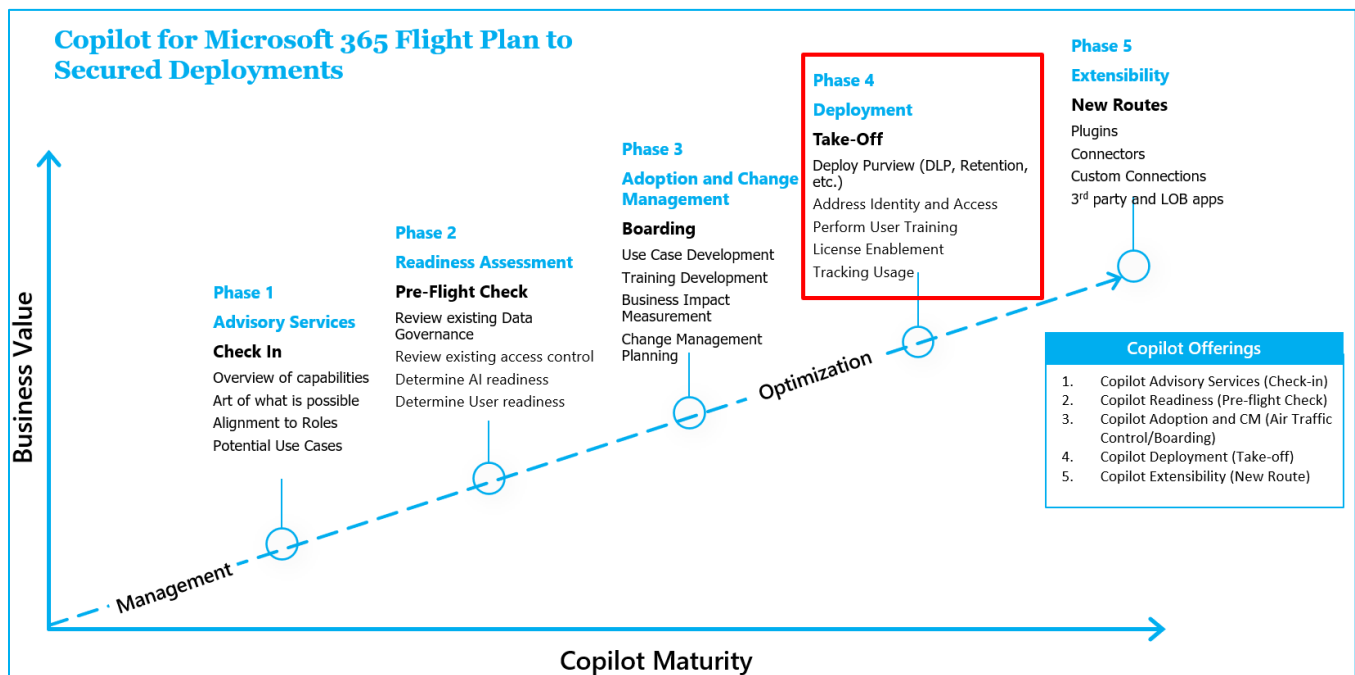 Copilot for Microsoft 365 Flight Plan to
Secured Deployments
Business Value
Phase 1
Advisory Services
Check In
Overview of capabilities
Art of what is possible
Alignment to Roles
Potential Use Cases
Phase 2
Readiness Assessment
Pre-Flight Check
Review existing Data
Governance
Review existing access control
Determine AI readiness
Determine User readiness
Phase 3
Adoption and Change
Management
Boarding
Use Case Development
Training Development
Business Impact
Measurement
Change Management
Planning
Phase 4
Deployment
Take-Off
Deploy Purview (DLP, Retention,
etc.)
Address Identity and Access
Perform User Training
License Enablement
Tracking Usage
Phase 5
Extensibility
New Routes
Plugins
Connectors
Custom Connections
3rd party and LOB apps
Management
Optimization
Copilot Offerings
1. Copilot Advisory Services (Check-in)
2. Copilot Readiness (Pre-flight Check)
3. Copilot Adoption and CM (Air Traffic
Control/Boarding)
4. Copilot Deployment (Take-off)
5. Copilot Extensibility (New Route)
Copilot Maturity